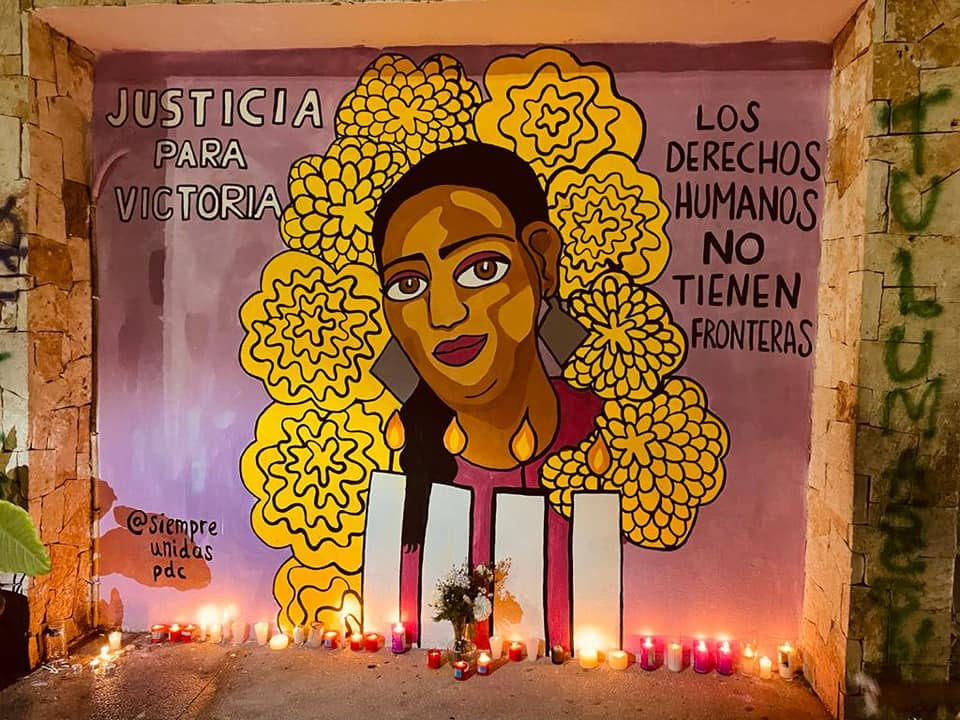 JUSTICIA
PARA
VICTORIA
LOS
DERECHOS
HUMANOS
NO
TIENEN
FRONTERAS
@siempre
unidas
pdc
TULUM